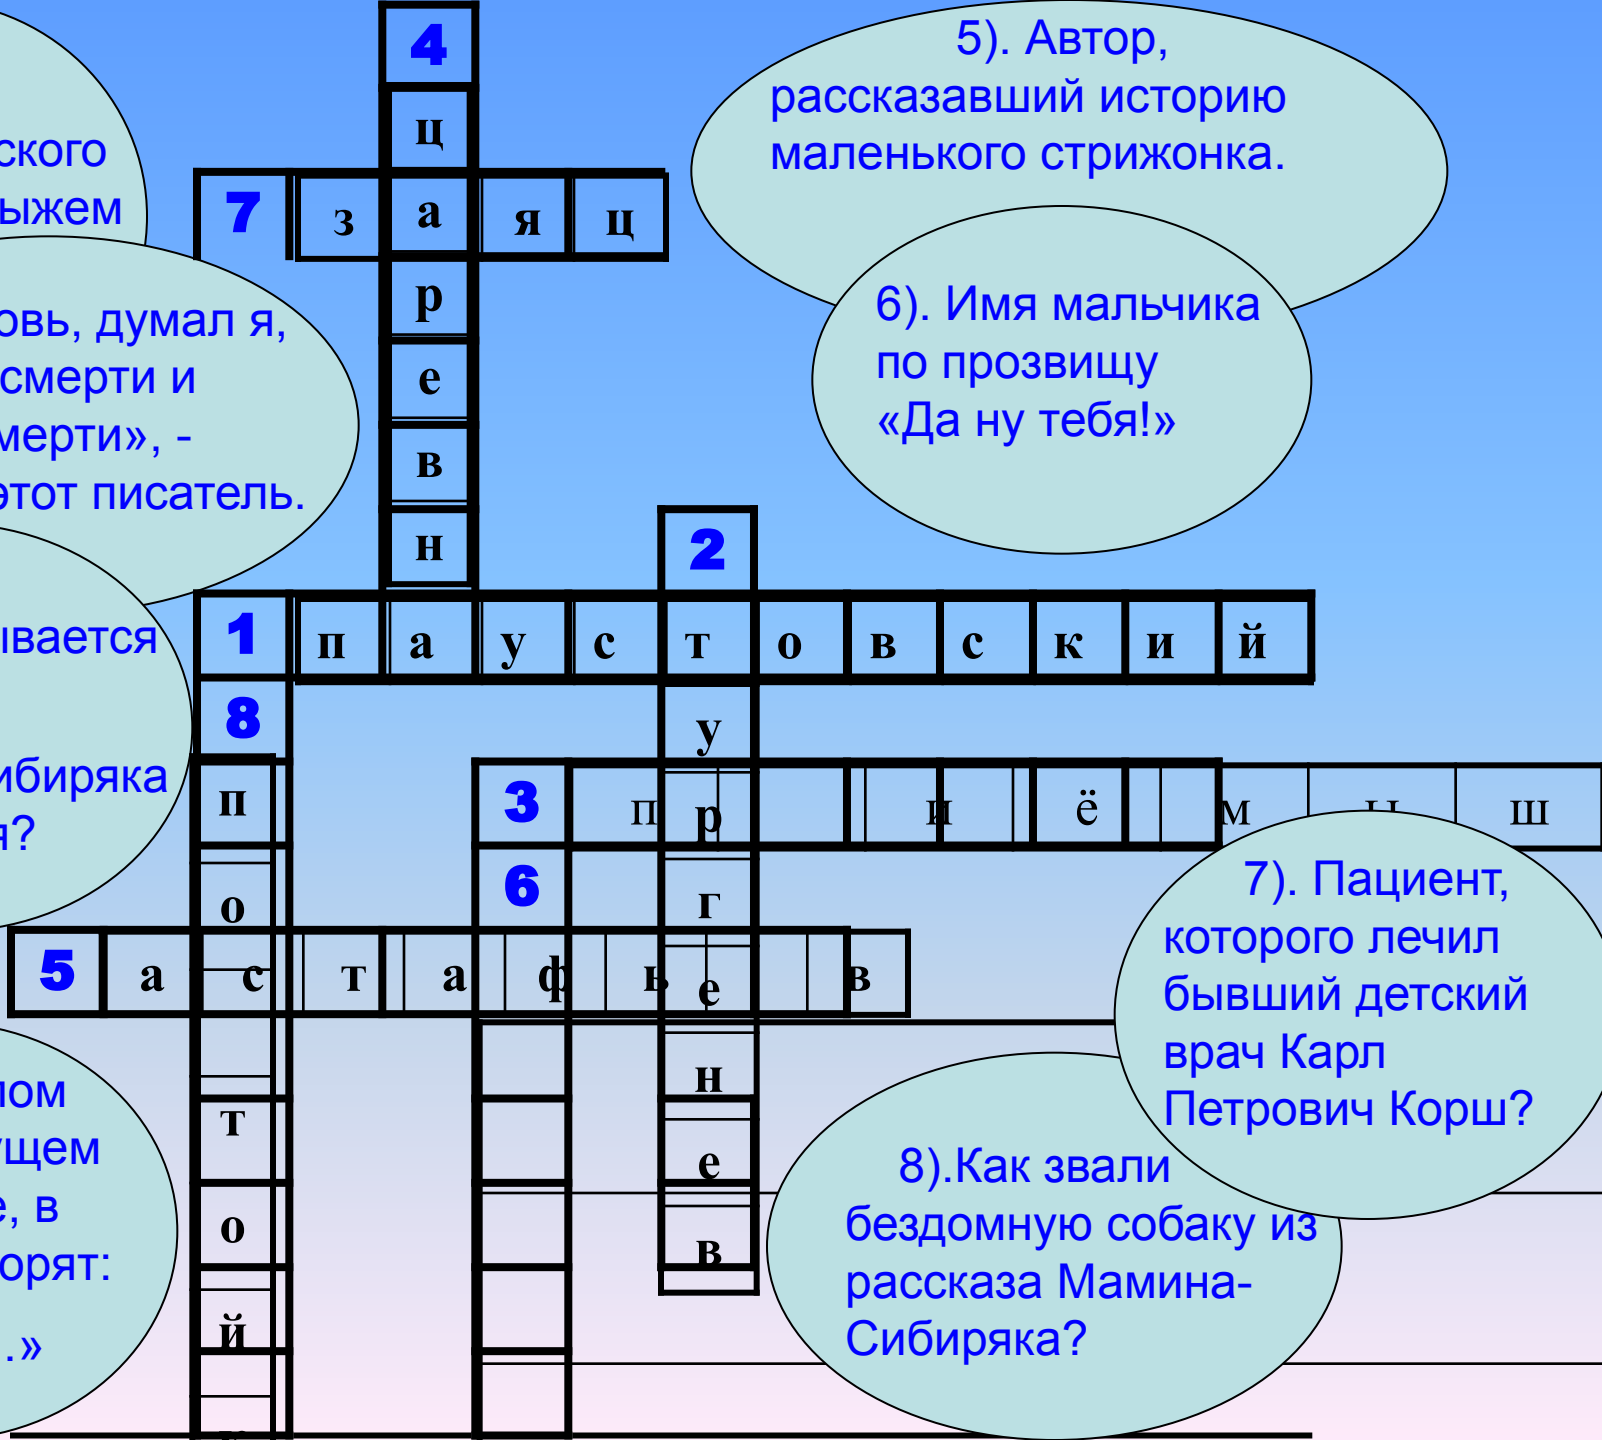 4
ц
7 з а я ц
р
е
в
н
2
1 п а у с т о в с к и й
8
у
п
3 п р и ё м ы ш
о
6
г
5 а с т а ф ь е в
н
т
е
о
в
й
ского
ыжем
овь, думал я,
смерти и
мерти», -
этот писатель.
ывается
ибиряка
я?
лом
ущем
е, в
орят:
..»
5). Автор,
рассказавший историю
маленького стрижонка.
6). Имя мальчика
по прозвищу
«Да ну тебя!»
7). Пациент,
которого лечил
бывший детский
врач Карл
Петрович Корш?
8).Как звали
бездомную собаку из
рассказа Мамина-
Сибиряка?